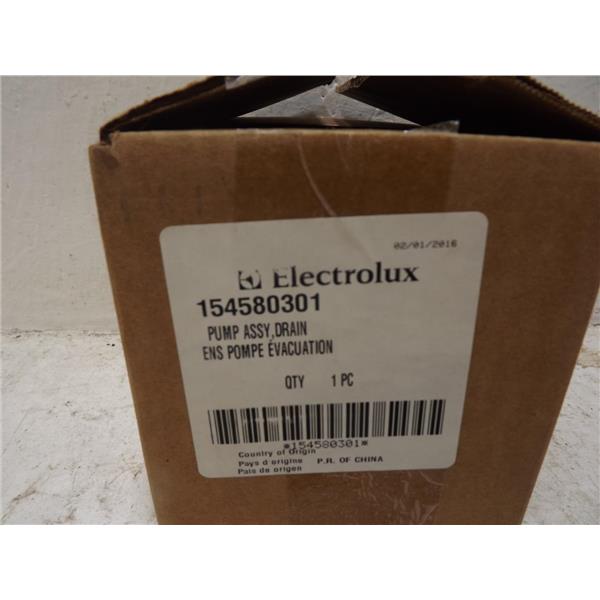 02/01/2016
Electrolux
154580301
PUMP ASSY,DRAIN
ENS POMPE ÉVACUATION
QTY 1 PC
*154580301*
Country of Origin
Pays d origine P.R. OF CHINA
Pais de origen